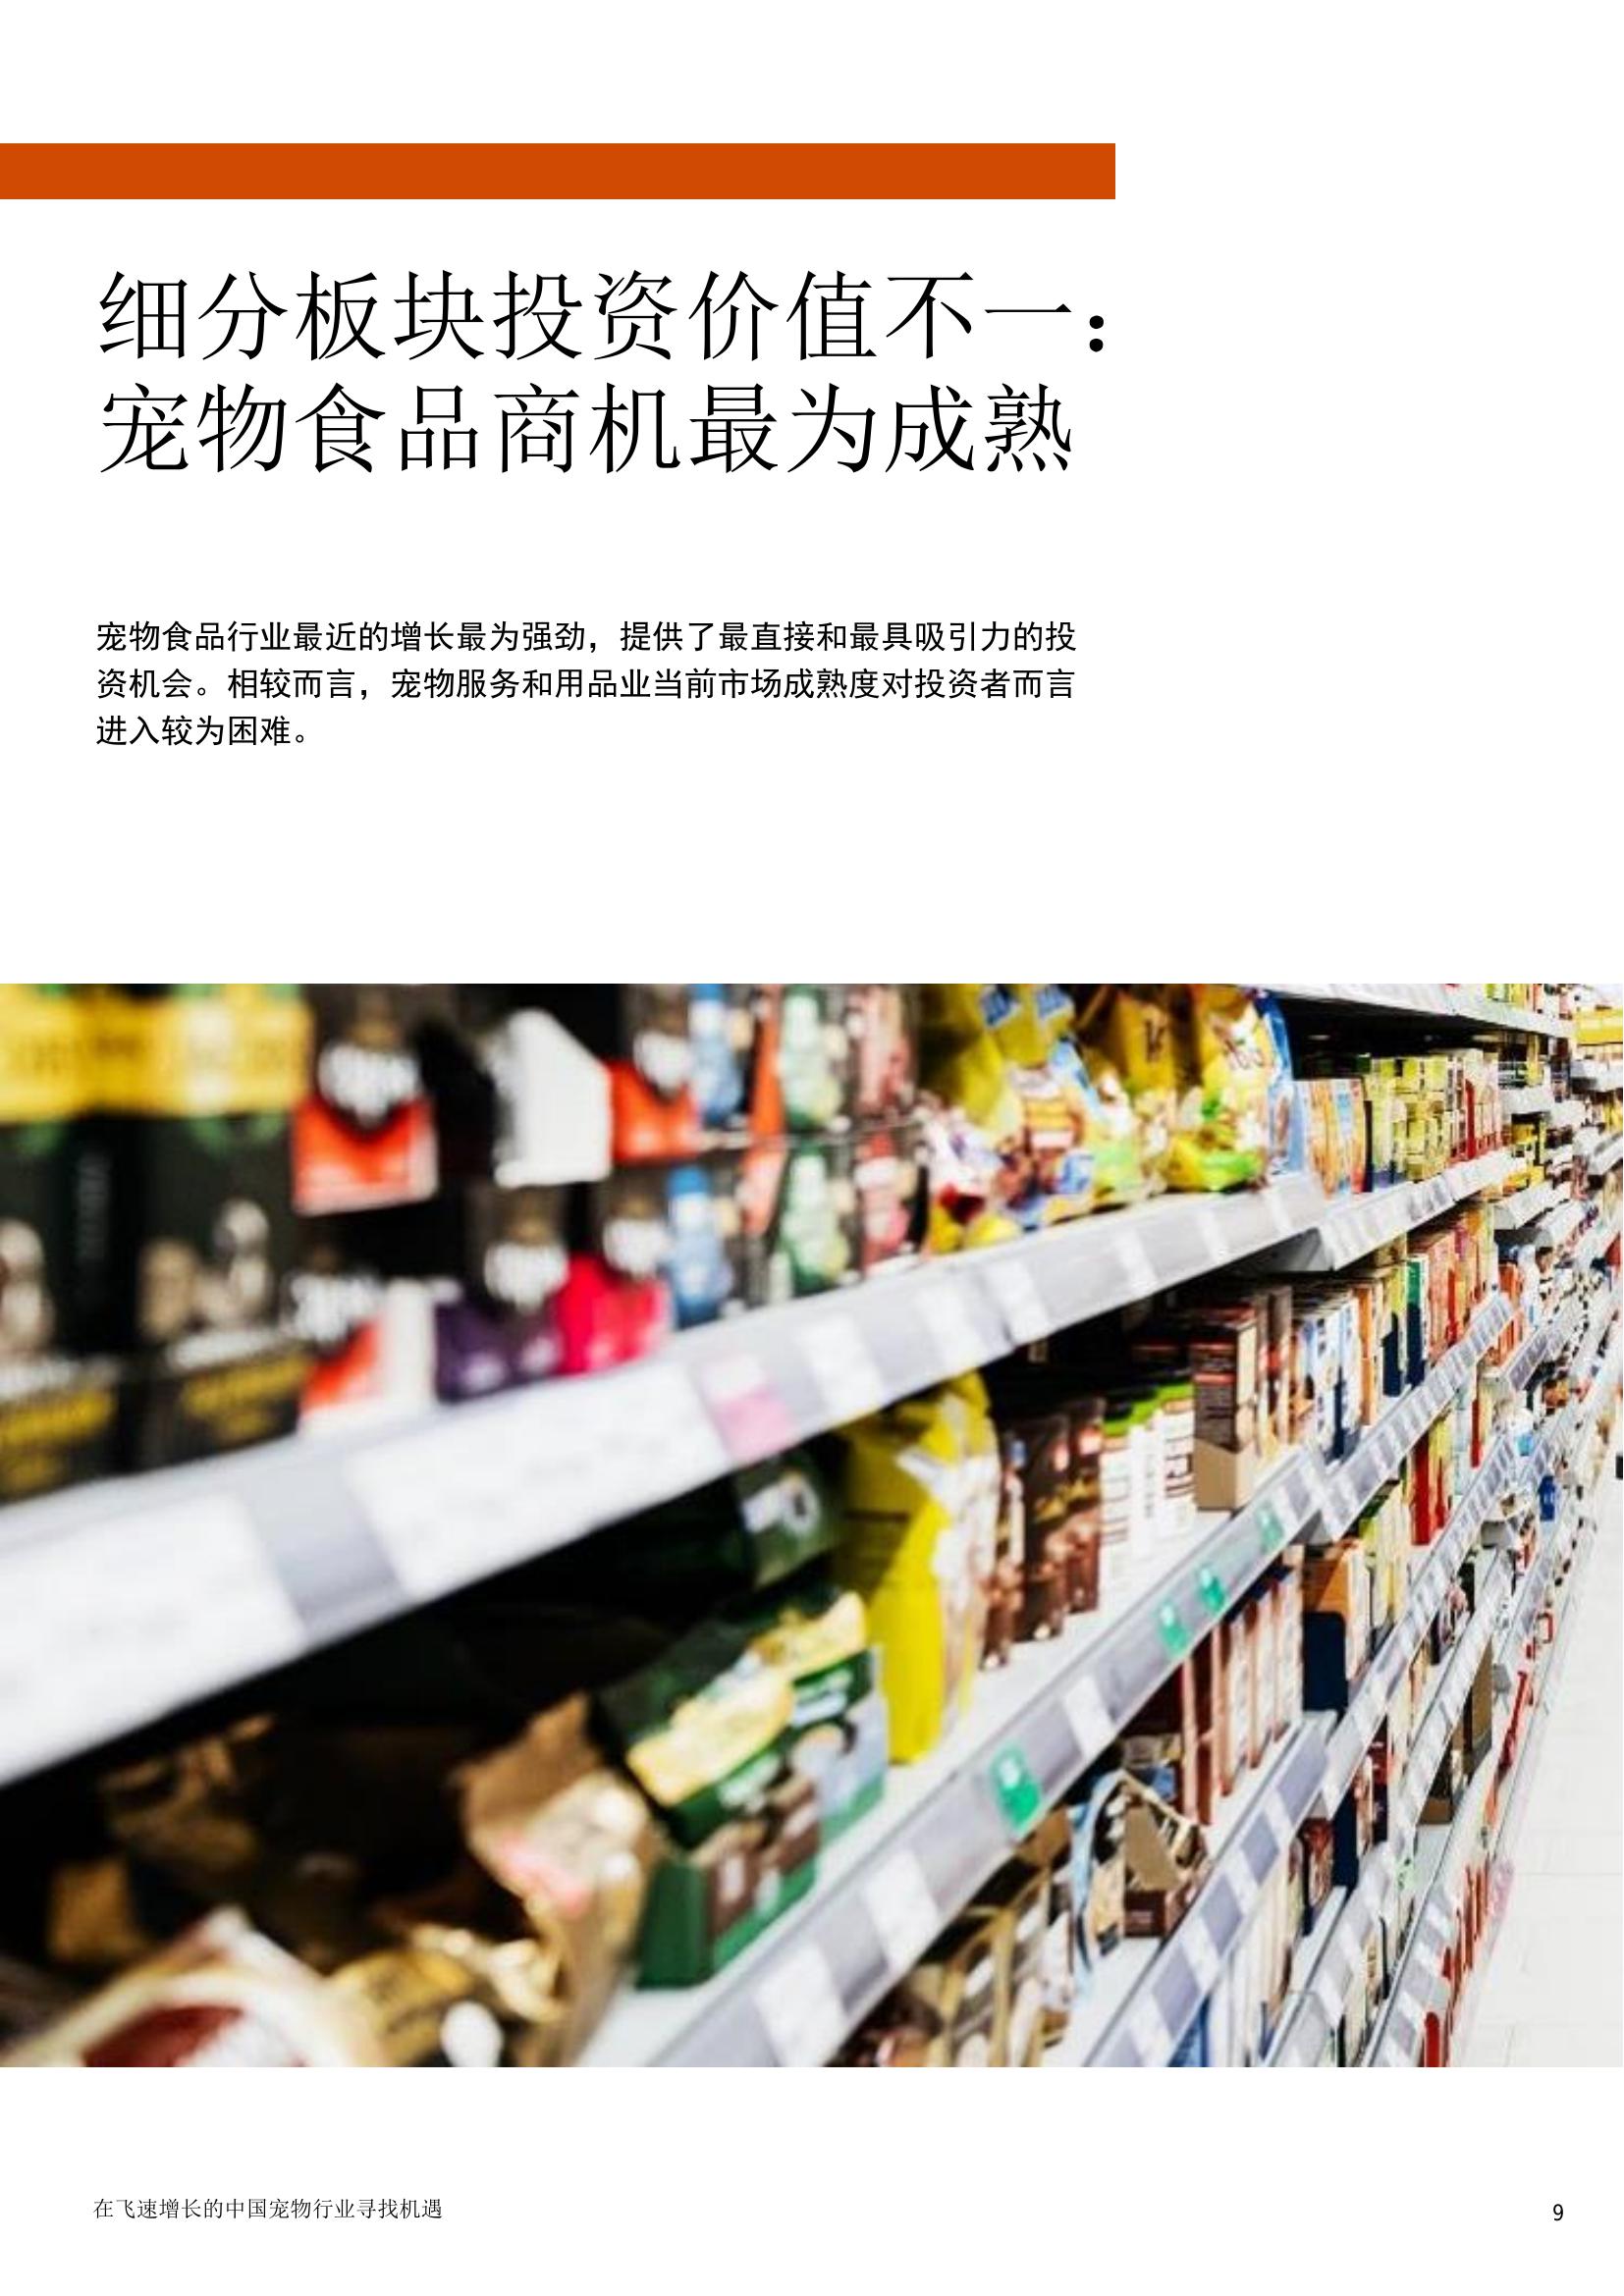 细分板块投资价值不一：
宠物食品商机最为成熟
宠物食品行业最近的增长最为强劲，提供了最直接和最具吸引力的投
资机会。相较而言，宠物服务和用品业当前市场成熟度对投资者而言
进入较为困难。
在飞速增长的中国宠物行业寻找机遇
9